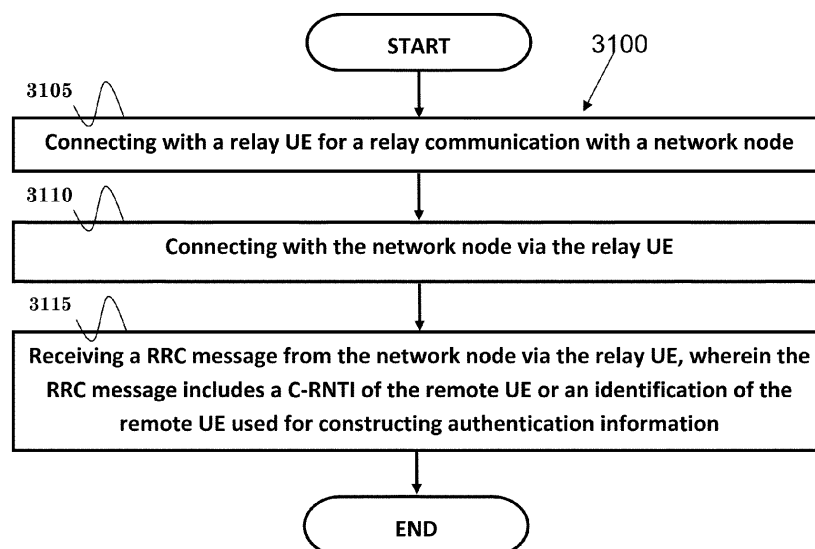 START
3100
3105
Connecting with a relay UE for a relay communication with a network node
3110
Connecting with the network node via the relay UE
3115
Receiving a RRC message from the network node via the relay UE, wherein the
RRC message includes a C-RNTI of the remote UE or an identification of the
remote UE used for constructing authentication information
END